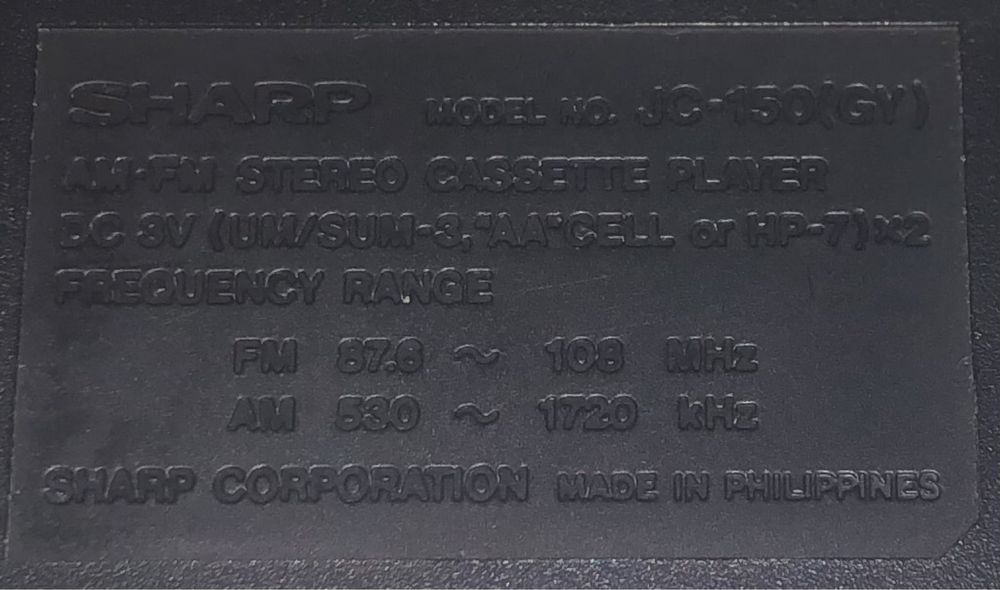 SHARP MODEL NO. JC-150(GY)
AM-FM STEREO CASSETTE PLAYER
DC 3V (UM/SUM-3,"AA"CELL or HP-7)×2
FREQUENCY RANGE
FM 87.6 ~ 108 MHz
AM 530 ~ 1720 kHz
SHARP CORPORATION MADE IN PHILIPPINES